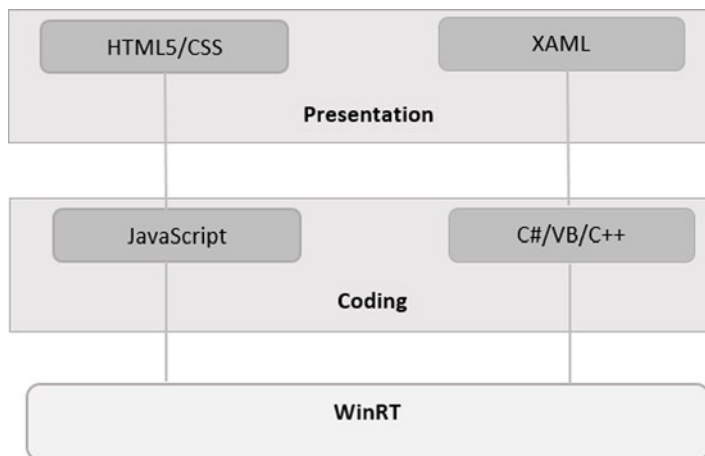 HTML5/CSS
XAML
Presentation
JavaScript
C#/VB/C++
Coding
WinRT